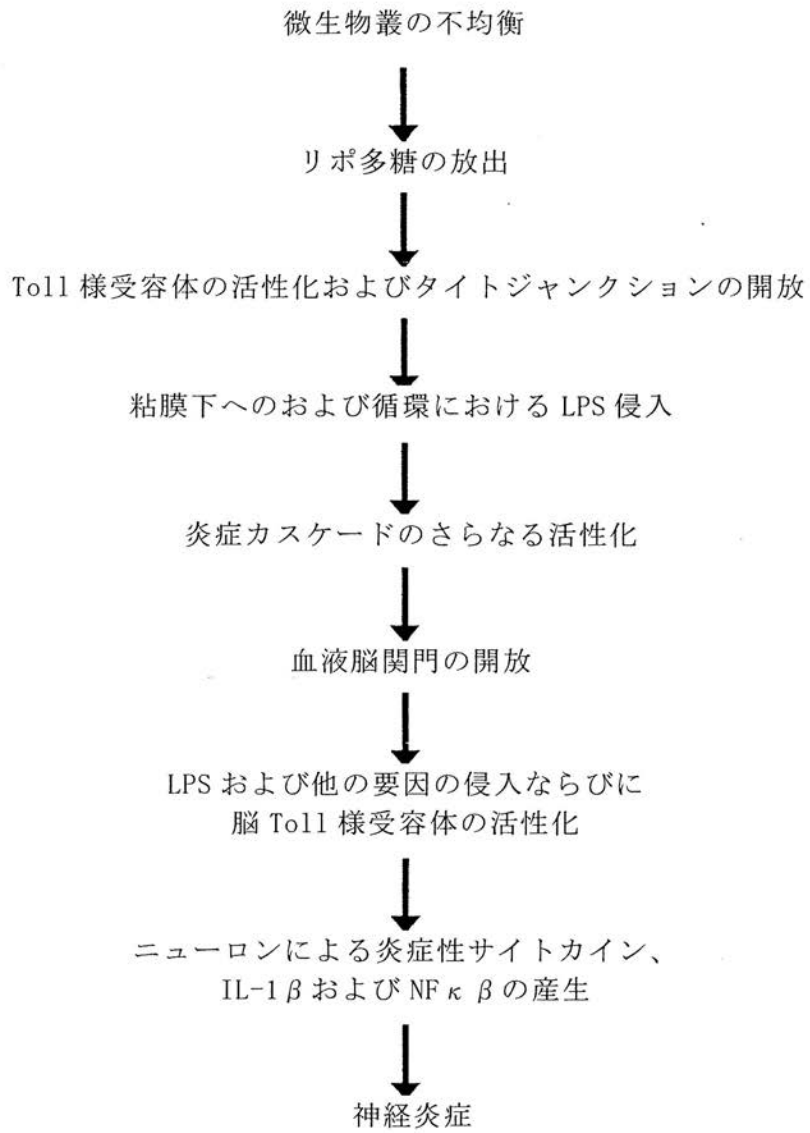 微生物叢の不均衡
リポ多糖の放出
Toll 様受容体の活性化およびタイトジャンクションの開放
粘膜下へのおよび循環における LPS 侵入
炎症カスケードのさらなる活性化
血液脳関門の開放
LPS および他の要因の侵入ならびに
脳 Toll 様受容体の活性化
ニューロンによる炎症性サイトカイン、
IL-1βおよび NFκβの産生
神経炎症